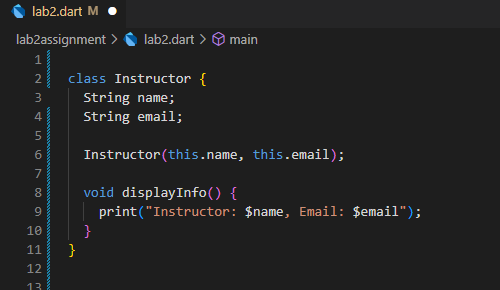 lab2.dart M
lab2assignment > lab2.dart > main
1
2 class Instructor {
3   String name;
4   String email;
5
6   Instructor(this.name, this.email);
7
8   void displayInfo() {
9     print("Instructor: $name, Email: $email");
10   }
11 }
12
13